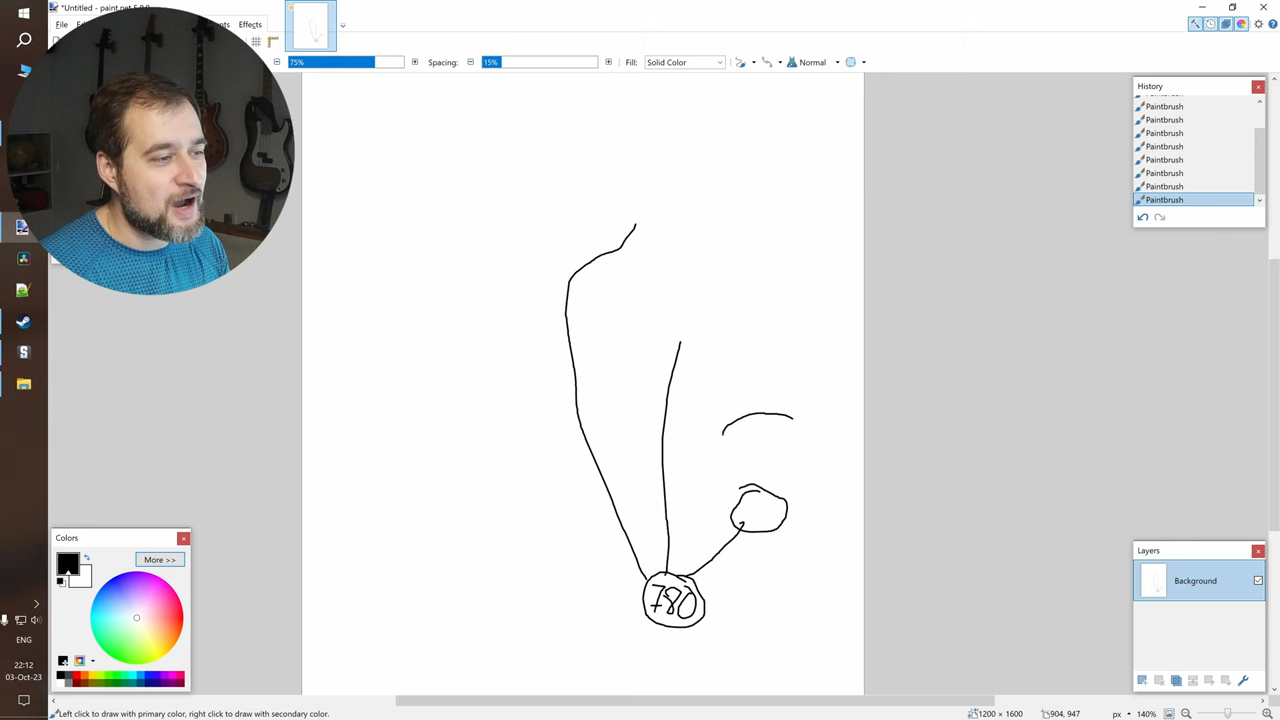 *Untitled - paint.net 5.0.9
File
Effects
75%
Spacing:
15%
Fill:
Solid Color
Normal
History
Paintbrush
Paintbrush
Paintbrush
Paintbrush
Paintbrush
Paintbrush
Paintbrush
Paintbrush
780
Colors
More >>
Layers
Background
ENG
22:12
03-Oct-23
Left click to draw with primary color, right click to draw with secondary color.
1200 x 1600
904, 947
px
140%